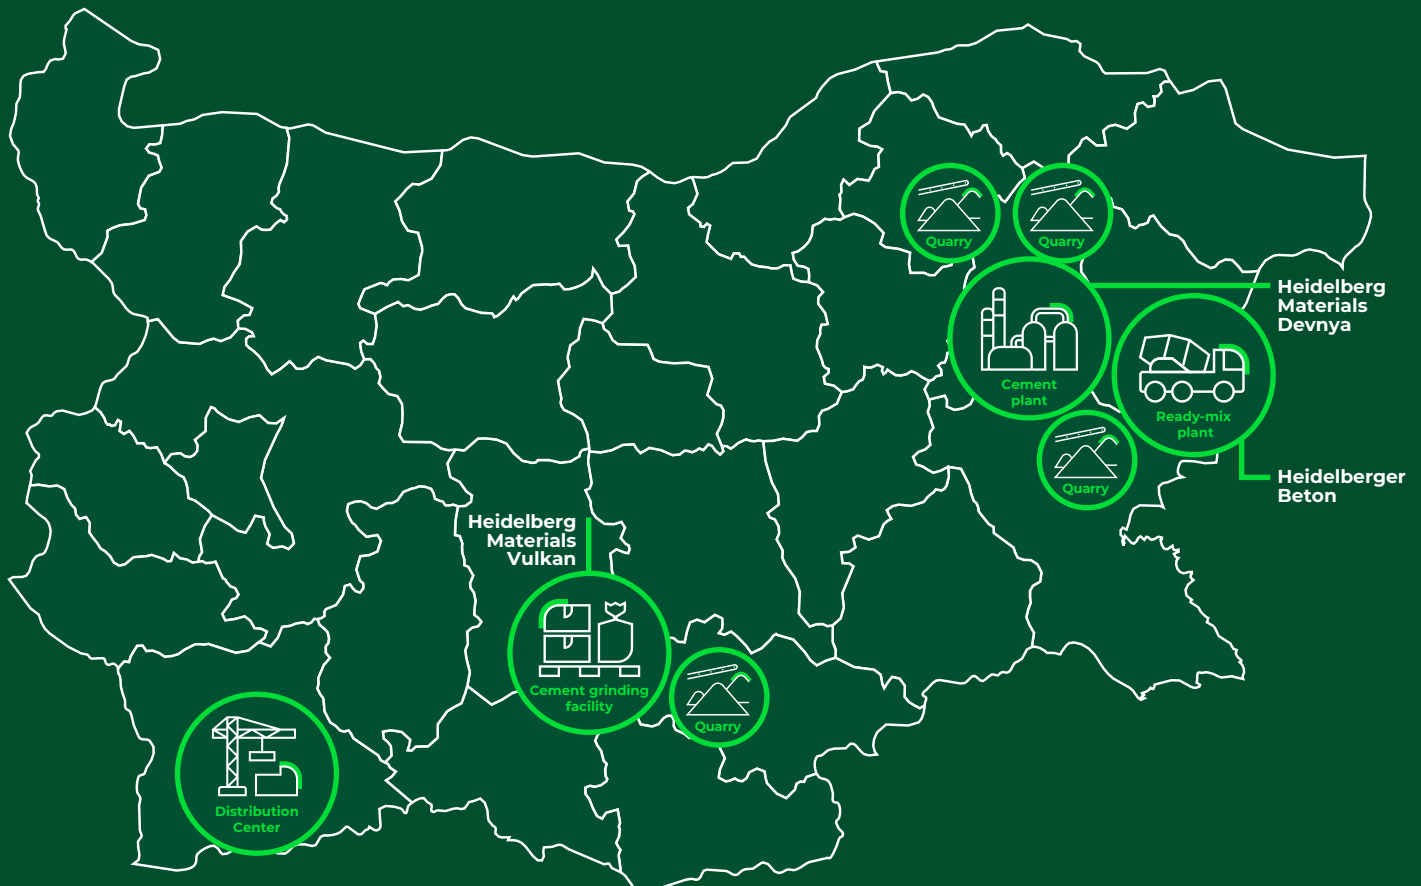 Quarry
Quarry
Heidelberg
Materials
Devnya
Cement
plant
Ready-mix
plant
Quarry
Heidelberger
Beton
Heidelberg
Materials
Vulkan
Cement grinding
facility
Quarry
Distribution
Center